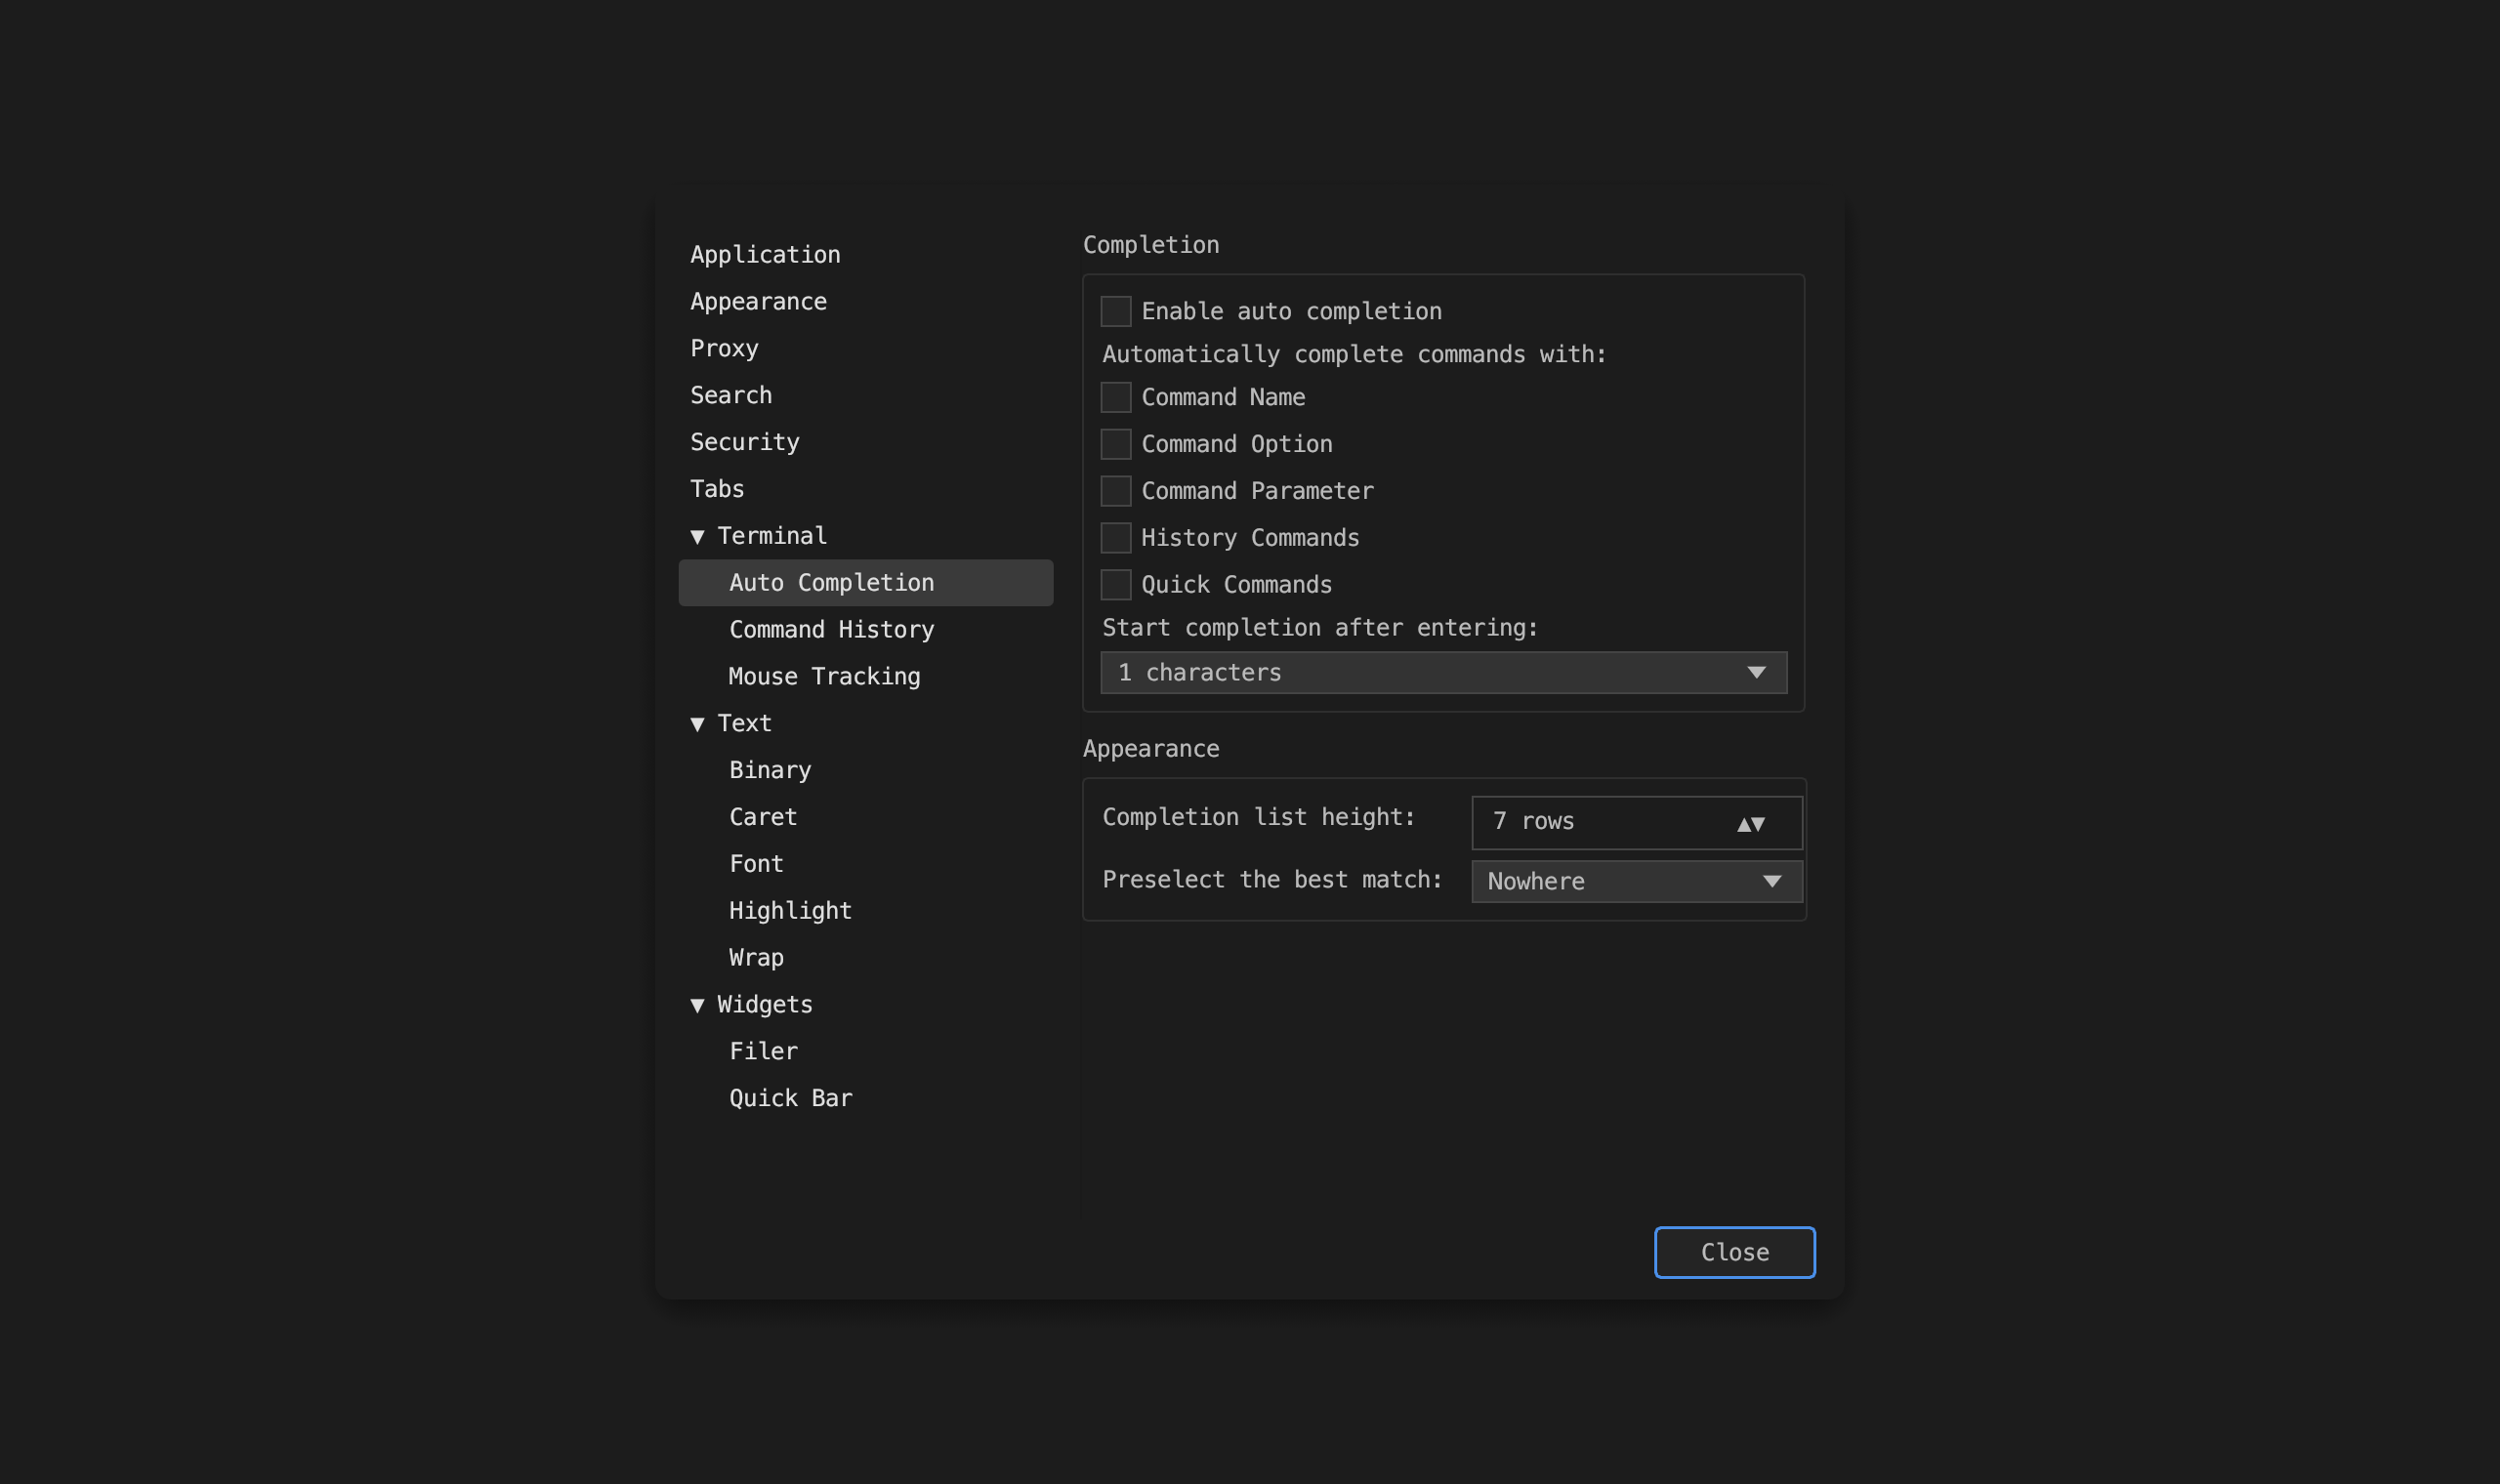 Application
Appearance
Proxy
Search
Security
Tabs
▼ Terminal
Auto Completion
Command History
Mouse Tracking
▼ Text
Binary
Caret
Font
Highlight
Wrap
▼ Widgets
Filer
Quick Bar
Completion
Enable auto completion
Automatically complete commands with:
Command Name
Command Option
Command Parameter
History Commands
Quick Commands
Start completion after entering:
1 characters
Appearance
Completion list height: 7 rows
Preselect the best match: Nowhere
Close